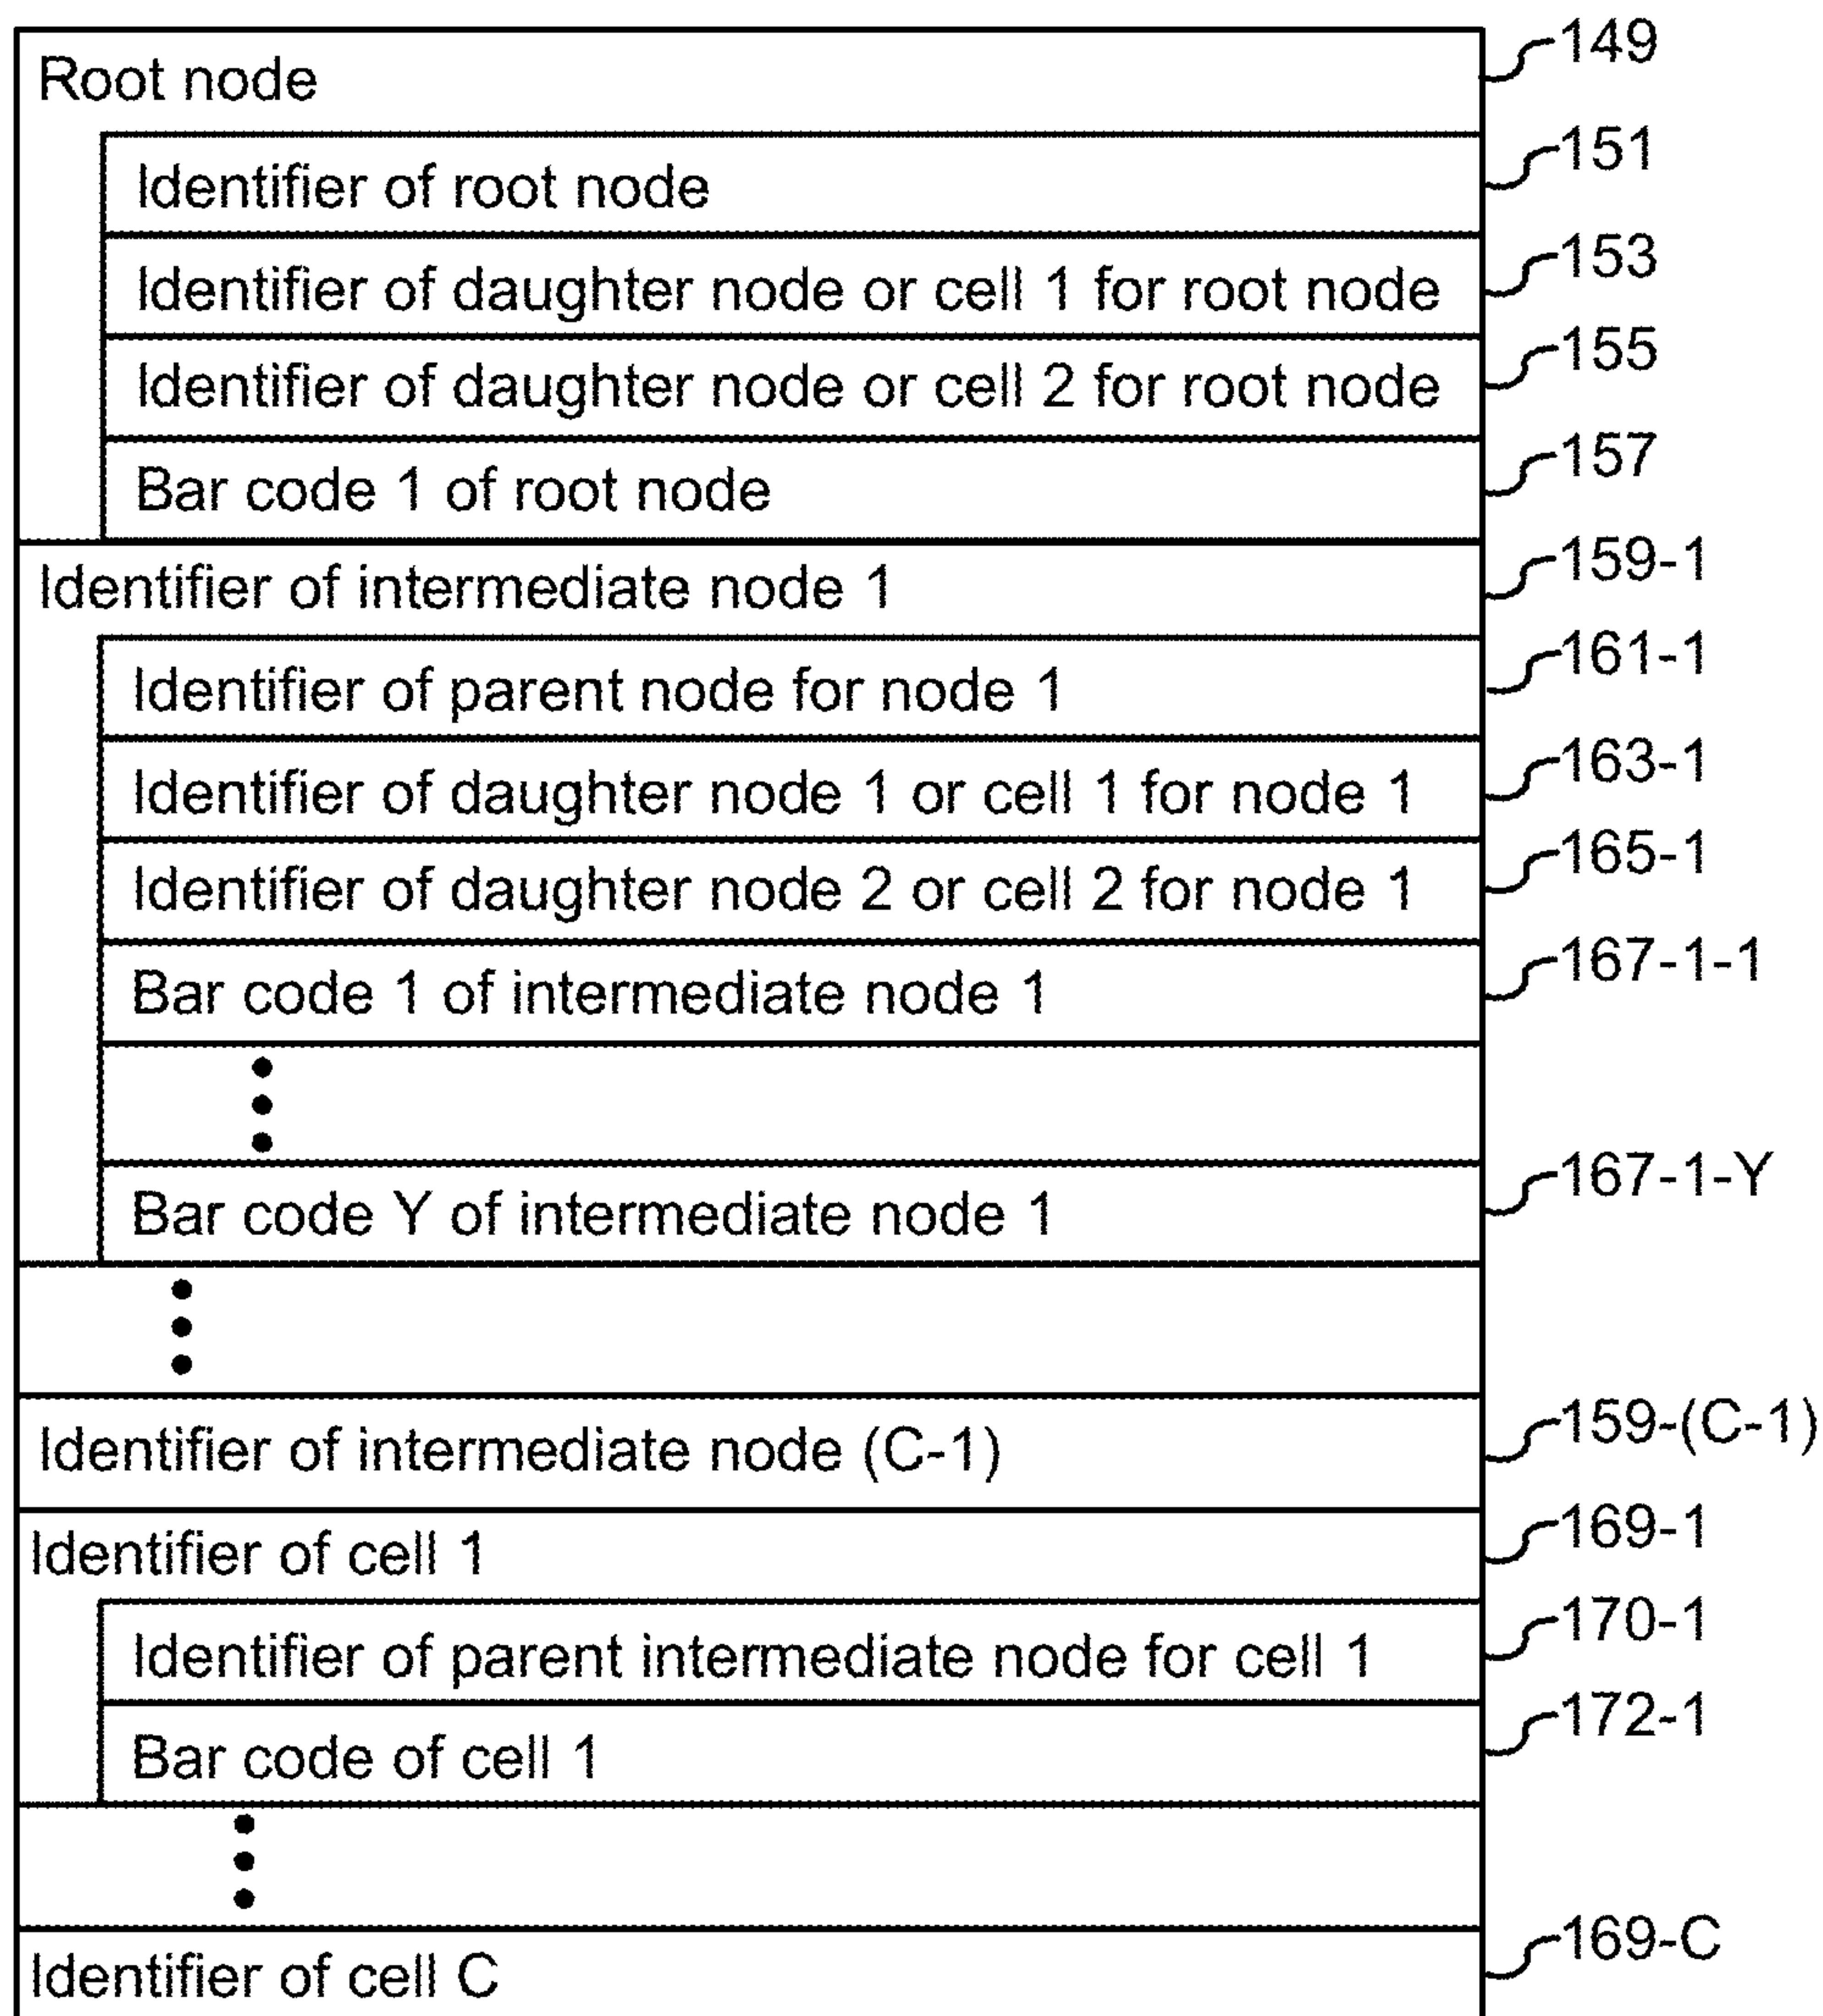 Root node 149
Identifier of root node 151
Identifier of daughter node or cell 1 for root node 153
Identifier of daughter node or cell 2 for root node 155
Bar code 1 of root node 157
Identifier of intermediate node 1 159-1
Identifier of parent node for node 1 161-1
Identifier of daughter node 1 or cell 1 for node 1 163-1
Identifier of daughter node 2 or cell 2 for node 1 165-1
Bar code 1 of intermediate node 1 167-1-1
Bar code Y of intermediate node 1 167-1-Y
Identifier of intermediate node (C-1) 159-(C-1)
Identifier of cell 1 169-1
Identifier of parent intermediate node for cell 1 170-1
Bar code of cell 1 172-1
Identifier of cell C 169-C